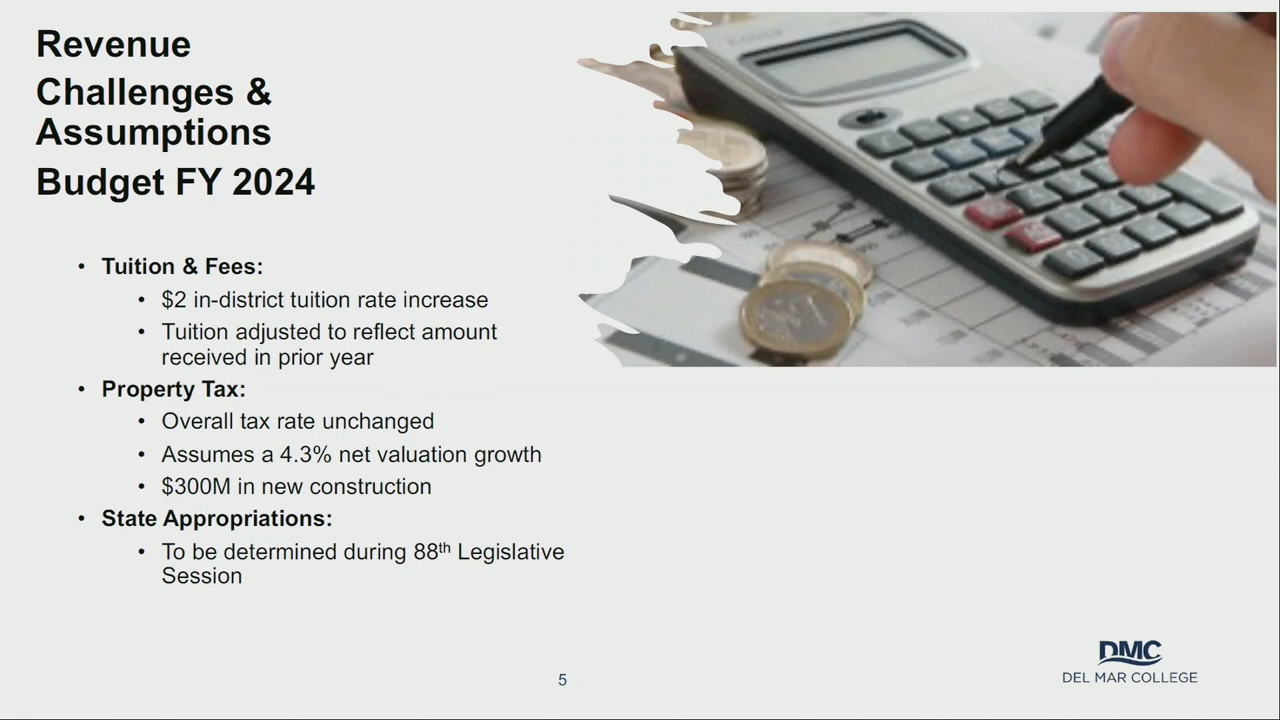 Revenue
Challenges &
Assumptions
Budget FY 2024
• Tuition & Fees:
• $2 in-district tuition rate increase
• Tuition adjusted to reflect amount
received in prior year
• Property Tax:
• Overall tax rate unchanged
• Assumes a 4.3% net valuation growth
• $300M in new construction
• State Appropriations:
• To be determined during 88th Legislative
Session
5
DMC
DEL MAR COLLEGE